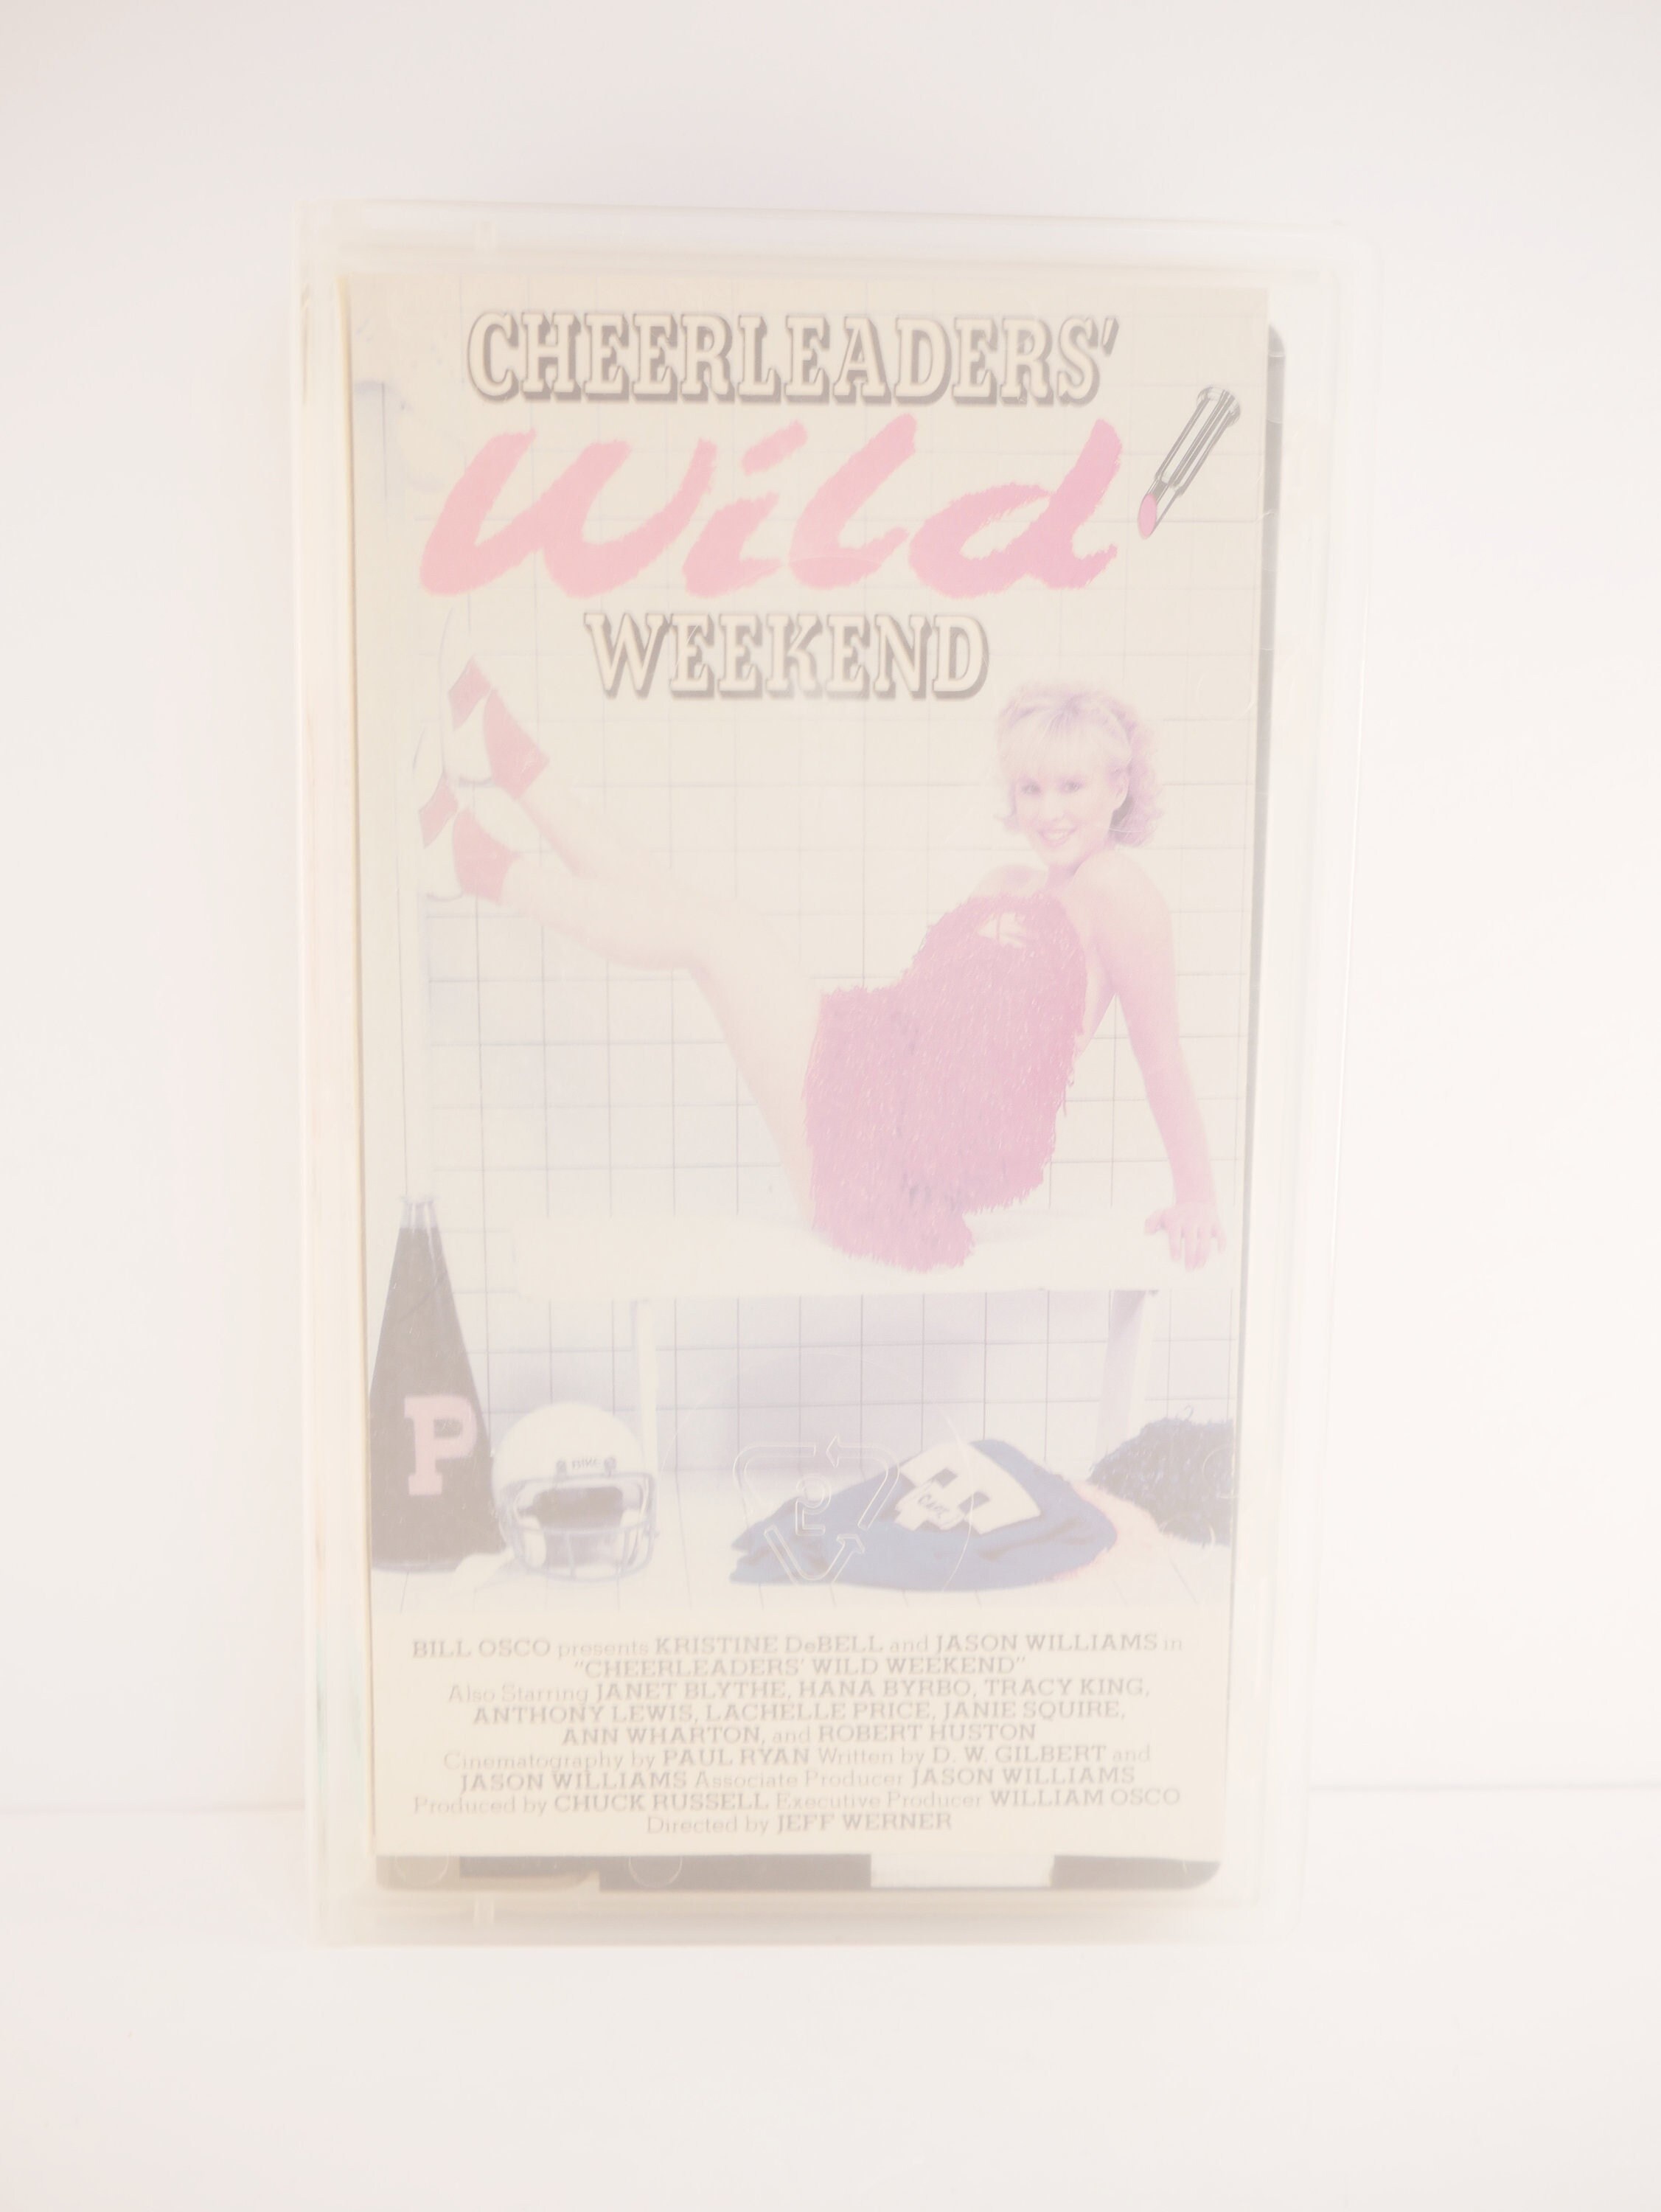 CHEERLEADERS'
Wild
WEEKEND
P
CAPT
2
BILL OSCO presents KRISTINE DeBELL and JASON WILLIAMS in
"CHEERLEADERS' WILD WEEKEND"
Also Starring JANET BLYTHE, HANA BYRBO, TRACY KING,
ANTHONY LEWIS, LACHELLE PRICE, JANIE SQUIRE,
ANN WHARTON, and ROBERT HUSTON
Cinematography by PAUL RYAN Written by D. W. GILBERT and
JASON WILLIAMS Associate Producer JASON WILLIAMS
Produced by CHUCK RUSSELL Executive Producer WILLIAM OSCO
Directed by JEFF WERNER